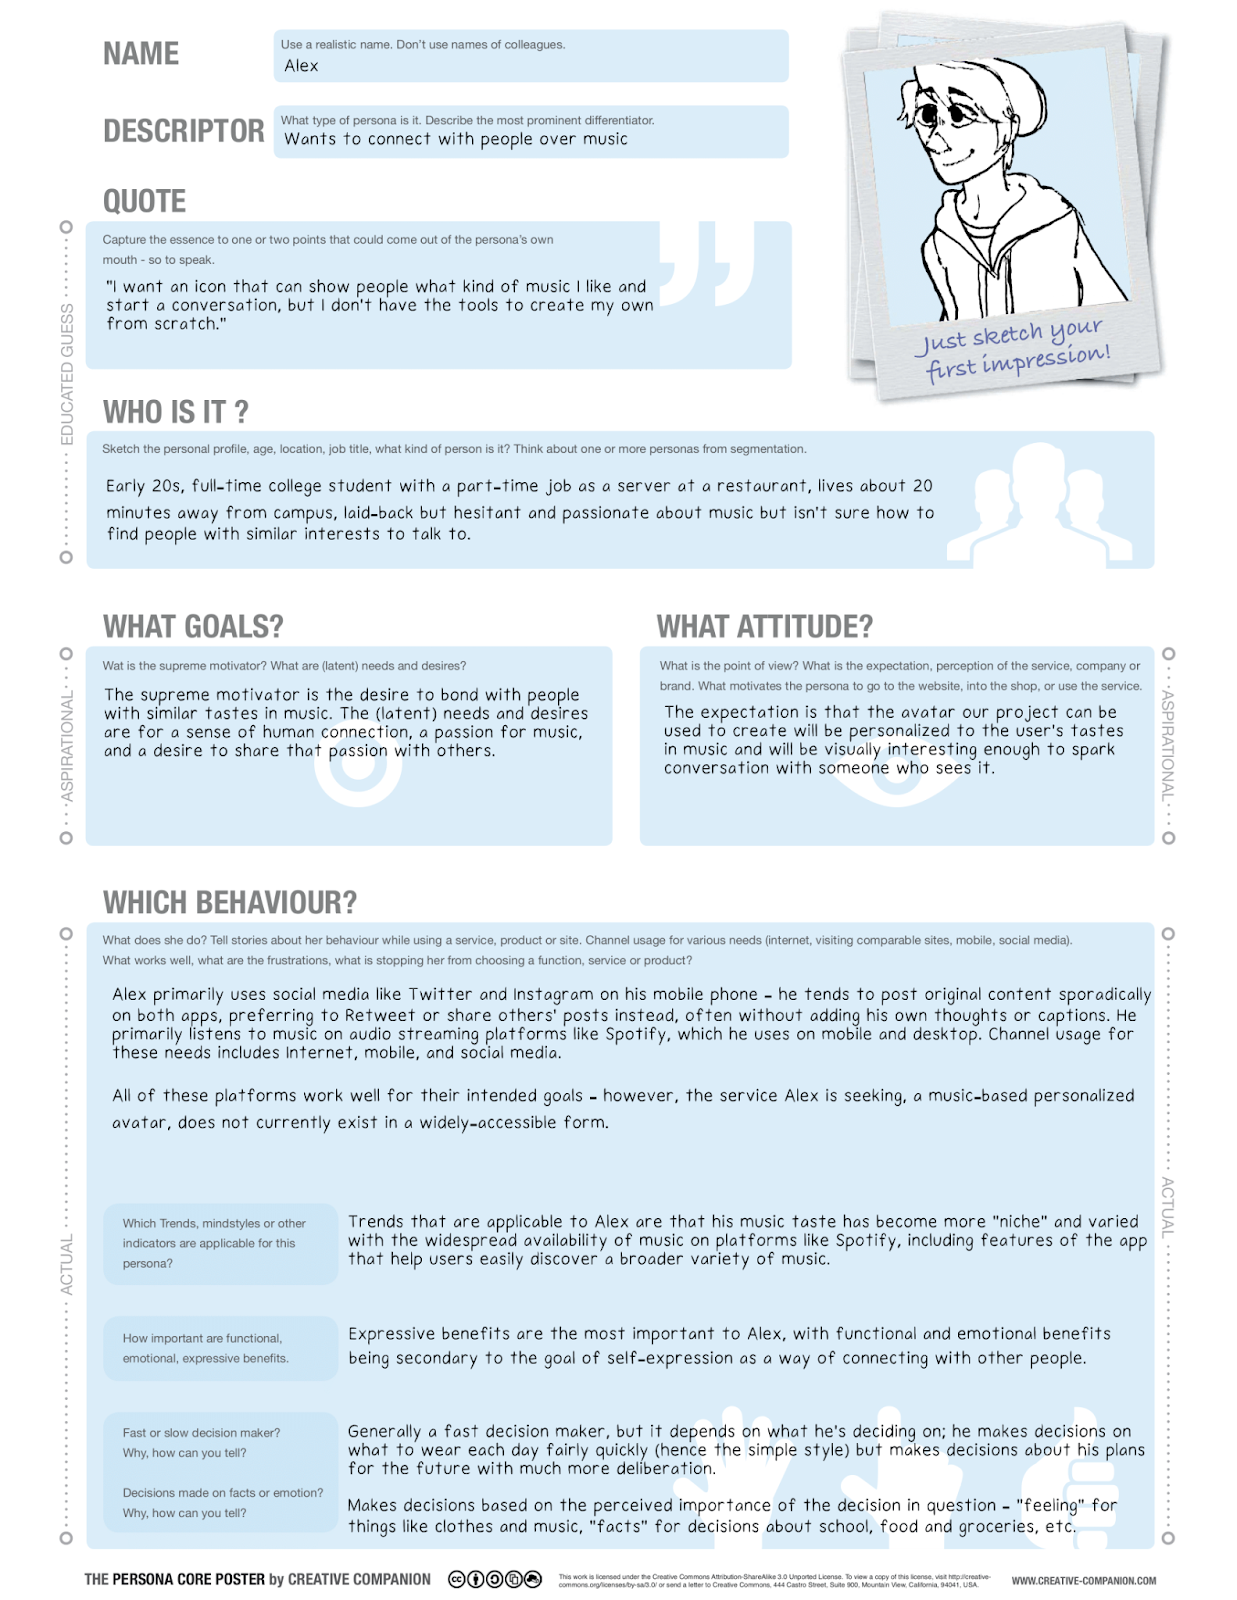 NAME
Use a realistic name. Don't use names of colleagues.
Alex
DESCRIPTOR
What type of persona is it. Describe the most prominent differentiator.
Wants to connect with people over music
Just sketch your
first impression!
QUOTE
Capture the essence to one or two points that could come out of the persona's own
mouth - so to speak.
"I want an icon that can show people what kind of music I like and
start a conversation, but I don't have the tools to create my own
from scratch."
EDUCATED GUESS
WHO IS IT ?
Sketch the personal profile, age, location, job title, what kind of person is it? Think about one or more personas from segmentation.
Early 20s, full-time college student with a part-time job as a server at a restaurant, lives about 20
minutes away from campus, laid-back but hesitant and passionate about music but isn't sure how to
find people with similar interests to talk to.
WHAT GOALS?
Wat is the supreme motivator? What are (latent) needs and desires?
The supreme motivator is the desire to bond with people
with similar tastes in music. The (latent) needs and desires
are for a sense of human connection, a passion for music,
and a desire to share that passion with others.
ASPIRATIONAL
WHAT ATTITUDE?
What is the point of view? What is the expectation, perception of the service, company or
brand. What motivates the persona to go to the website, into the shop, or use the service.
The expectation is that the avatar our project can be
used to create will be personalized to the user's tastes
in music and will be visually interesting enough to spark
conversation with someone who sees it.
ASPIRATIONAL
WHICH BEHAVIOUR?
What does she do? Tell stories about her behaviour while using a service, product or site. Channel usage for various needs (internet, visiting comparable sites, mobile, social media).
What works well, what are the frustrations, what is stopping her from choosing a function, service or product?
Alex primarily uses social media like Twitter and Instagram on his mobile phone - he tends to post original content sporadically
on both apps, preferring to Retweet or share others' posts instead, often without adding his own thoughts or captions. He
primarily listens to music on audio streaming platforms like Spotify, which he uses on mobile and desktop. Channel usage for
these needs includes Internet, mobile, and social media.
All of these platforms work well for their intended goals - however, the service Alex is seeking, a music-based personalized
avatar, does not currently exist in a widely-accessible form.
ACTUAL
ACTUAL
Which Trends, mindstyles or other
indicators are applicable for this
persona?
Trends that are applicable to Alex are that his music taste has become more "niche" and varied
with the widespread availability of music on platforms like Spotify, including features of the app
that help users easily discover a broader variety of music.
How important are functional,
emotional, expressive benefits.
Expressive benefits are the most important to Alex, with functional and emotional benefits
being secondary to the goal of self-expression as a way of connecting with other people.
Fast or slow decision maker?
Why, how can you tell?
Generally a fast decision maker, but it depends on what he's deciding on; he makes decisions on
what to wear each day fairly quickly (hence the simple style) but makes decisions about his plans
for the future with much more deliberation.
Decisions made on facts or emotion?
Why, how can you tell?
Makes decisions based on the perceived importance of the decision in question - "feeling" for
things like clothes and music, "facts" for decisions about school, food and groceries, etc.
THE PERSONA CORE POSTER by CREATIVE COMPANION
This work is licensed under the Creative Commons Attribution-ShareAlike 3.0 Unported License. To view a copy of this license, visit http://creative-
commons.org/licenses/by-sa/3.0/ or send a letter to Creative Commons, 444 Castro Street, Suite 900, Mountain View, California, 94041, USA.
WWW.CREATIVE-COMPANION.COM